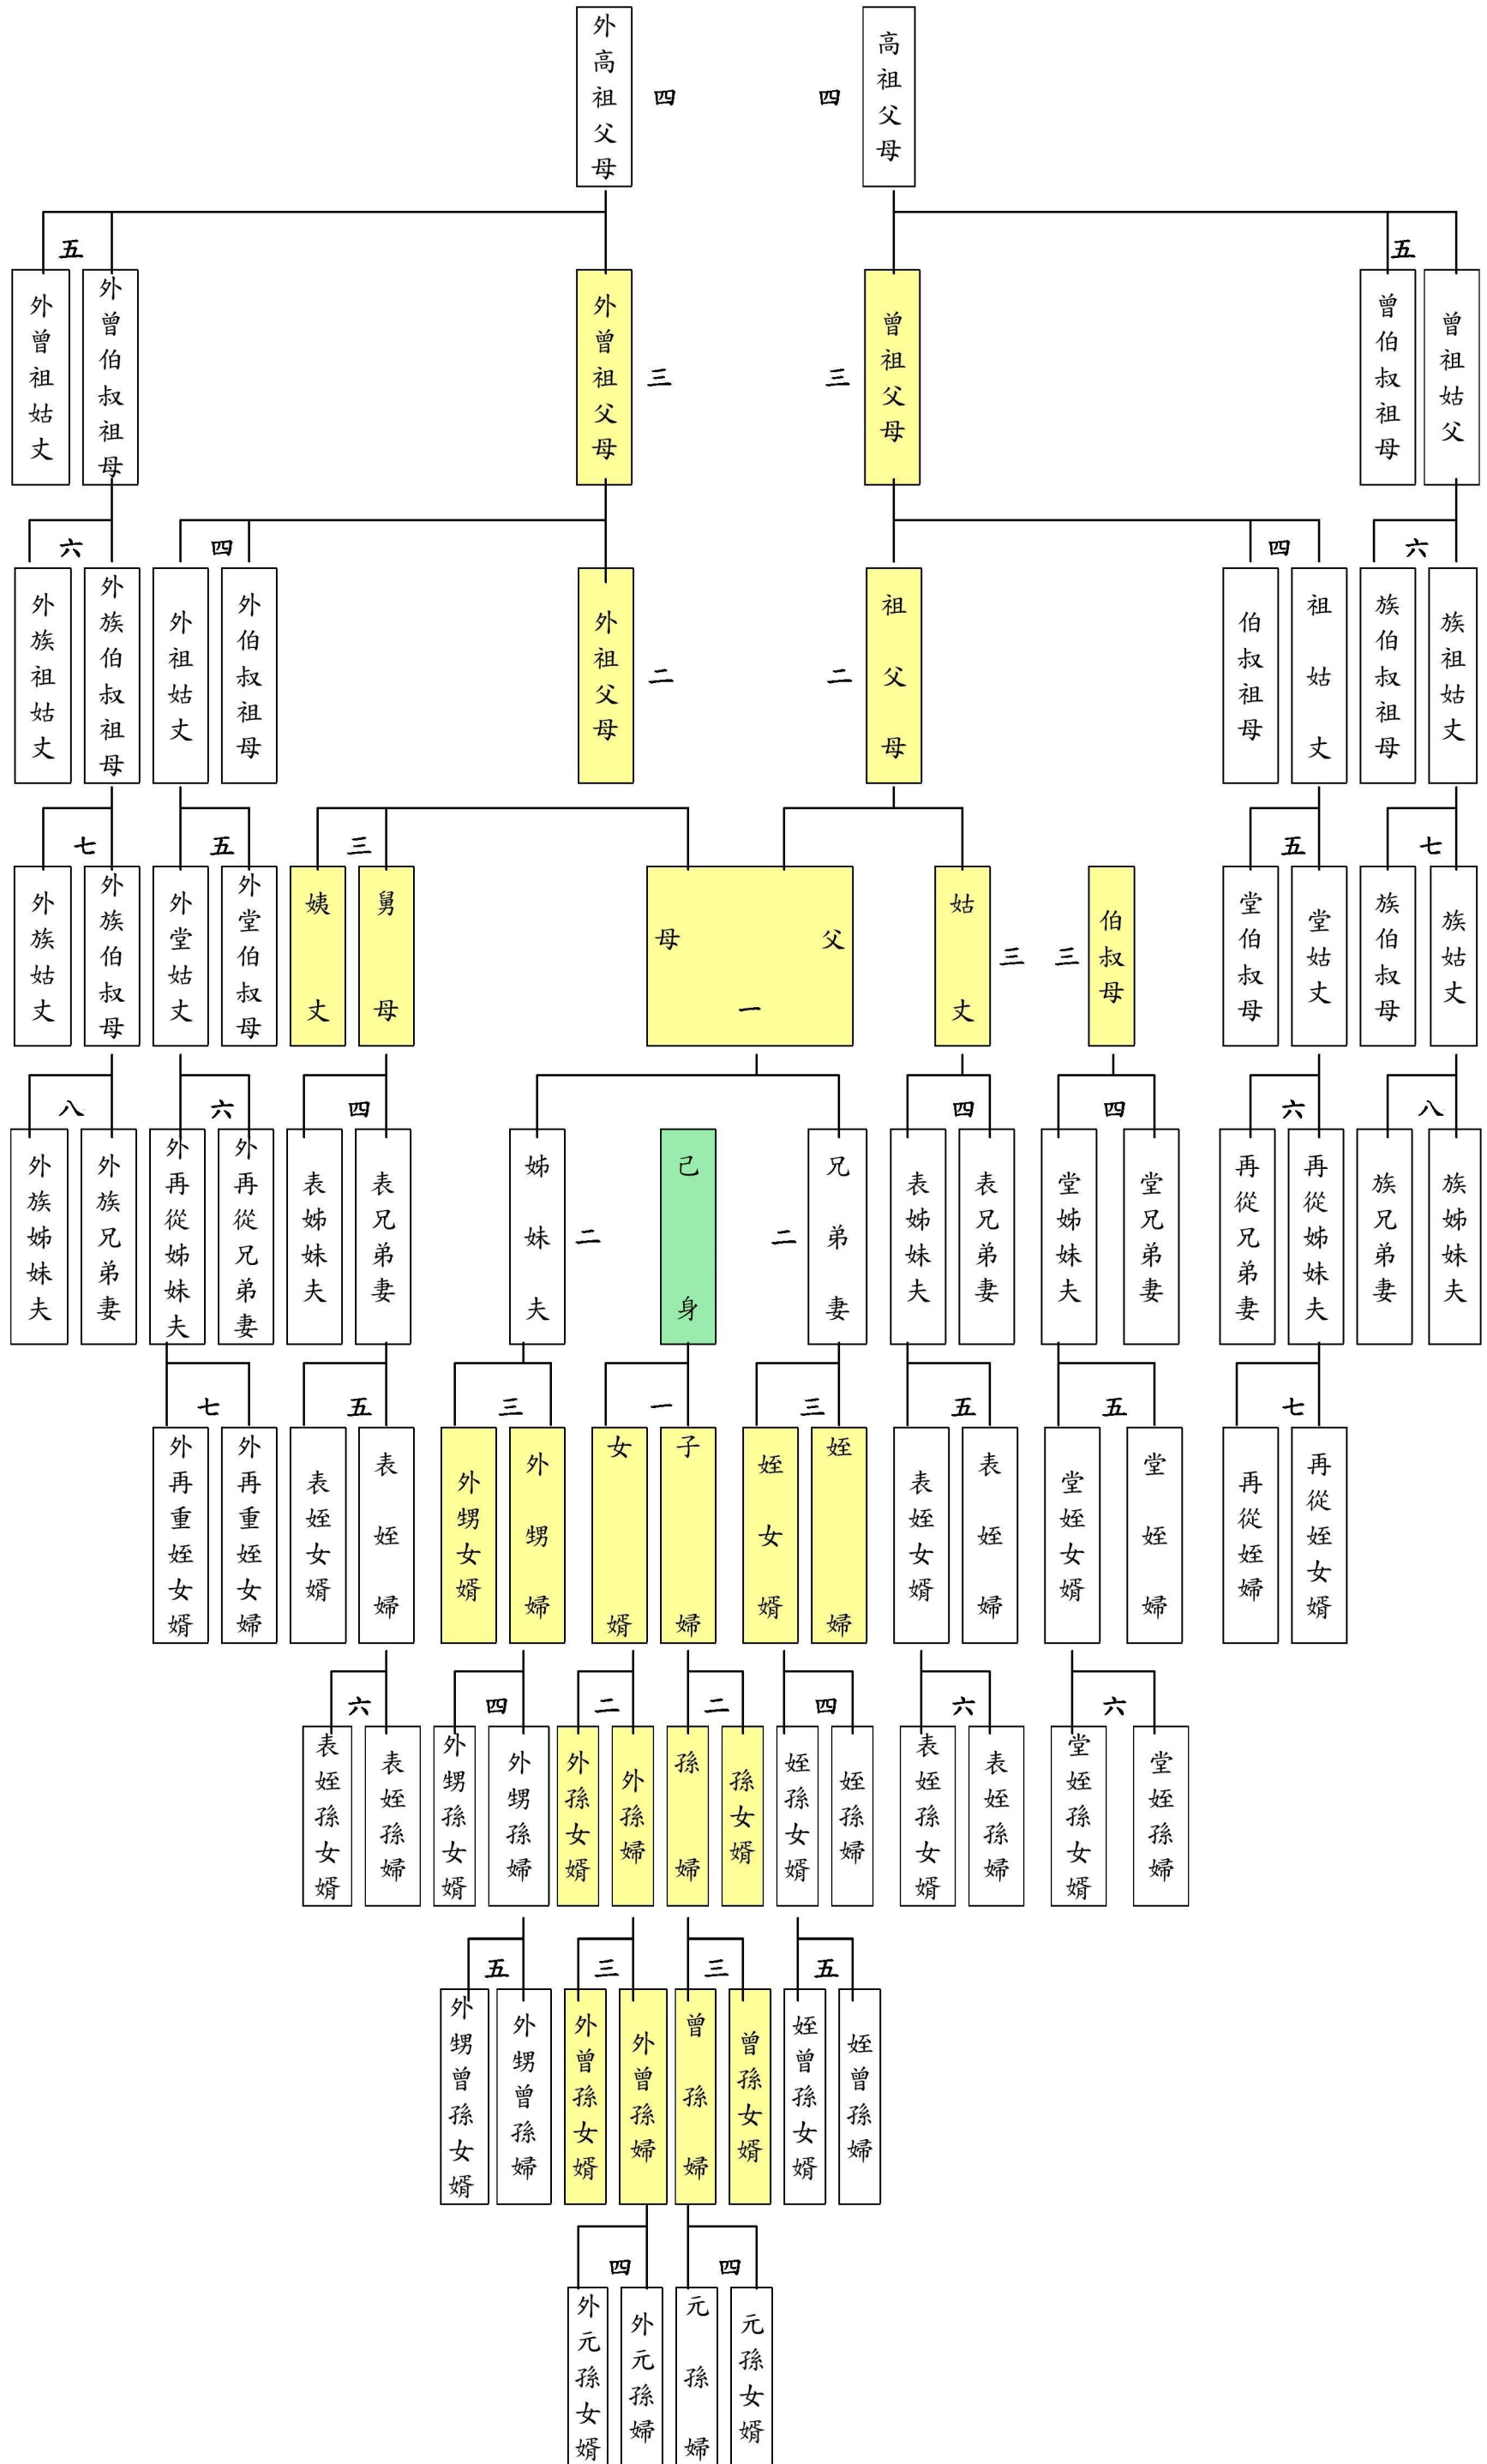 外高祖父母
四
四
高祖父母
五
五
外曾祖姑丈
外曾伯叔祖母
外曾祖父母
三
三
曾祖父母
曾伯叔祖母
曾祖姑父
六
四
四
六
外族祖姑丈
外族伯叔祖母
外祖姑丈
外伯叔祖母
外祖父母
二
二
祖父母
伯叔祖母
祖姑丈
族伯叔祖母
族祖姑丈
七
五
三
五
七
外族姑丈
外族伯叔母
外堂姑丈
外堂伯叔母
姨丈
舅母
母
父
一
姑丈
三
三
伯叔母
堂伯叔母
堂姑丈
族伯叔母
族姑丈
八
六
四
四
四
六
八
外族姊妹夫
外族兄弟妻
外再從姊妹夫
外再從兄弟妻
表姊妹夫
表兄弟妻
姊妹夫
二
己身
二
兄弟妻
表姊妹夫
表兄弟妻
堂姊妹夫
堂兄弟妻
再從兄弟妻
再從姊妹夫
族兄弟妻
族姊妹夫
七
五
三
一
三
五
五
七
外再重姪女婿
外再重姪女婦
表姪女婿
表姪婦
外甥女婿
外甥婦
女婿
子婦
姪女婿
姪婦
表姪女婿
表姪婦
堂姪女婿
堂姪婦
再從姪婦
再從姪女婿
六
四
二
二
四
六
六
表姪孫女婿
表姪孫婦
外甥孫女婿
外甥孫婦
外孫女婿
外孫婦
孫婦
孫女婿
姪孫女婿
姪孫婦
表姪孫女婿
表姪孫婦
堂姪孫女婿
堂姪孫婦
五
三
三
五
外甥曾孫女婿
外甥曾孫婦
外曾孫女婿
外曾孫婦
曾孫婦
曾孫女婿
姪曾孫女婿
姪曾孫婦
四
四
外元孫女婿
外元孫婦
元孫婦
元孫女婿